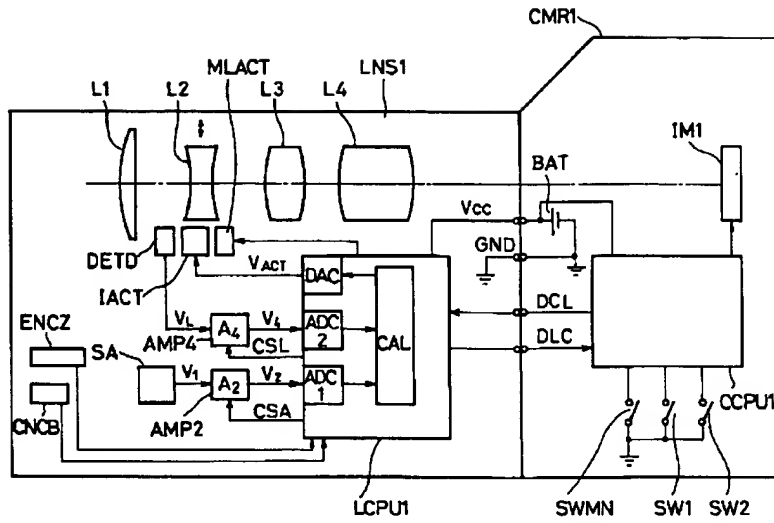 CMR1
MLACT
LNS1
L1
L2
L3
L4
IM1
BAT
VCC
GND
DETD
IACT
VACT
DAC
DCL
DLC
CAL
ENCZ
VL
A4
V4
ADC
2
AMP4
CSL
SA
V1
A2
V2
ADC
1
CNCB
AMP2
CSA
CCPU1
LCPU1
SWMN
SW1
SW2